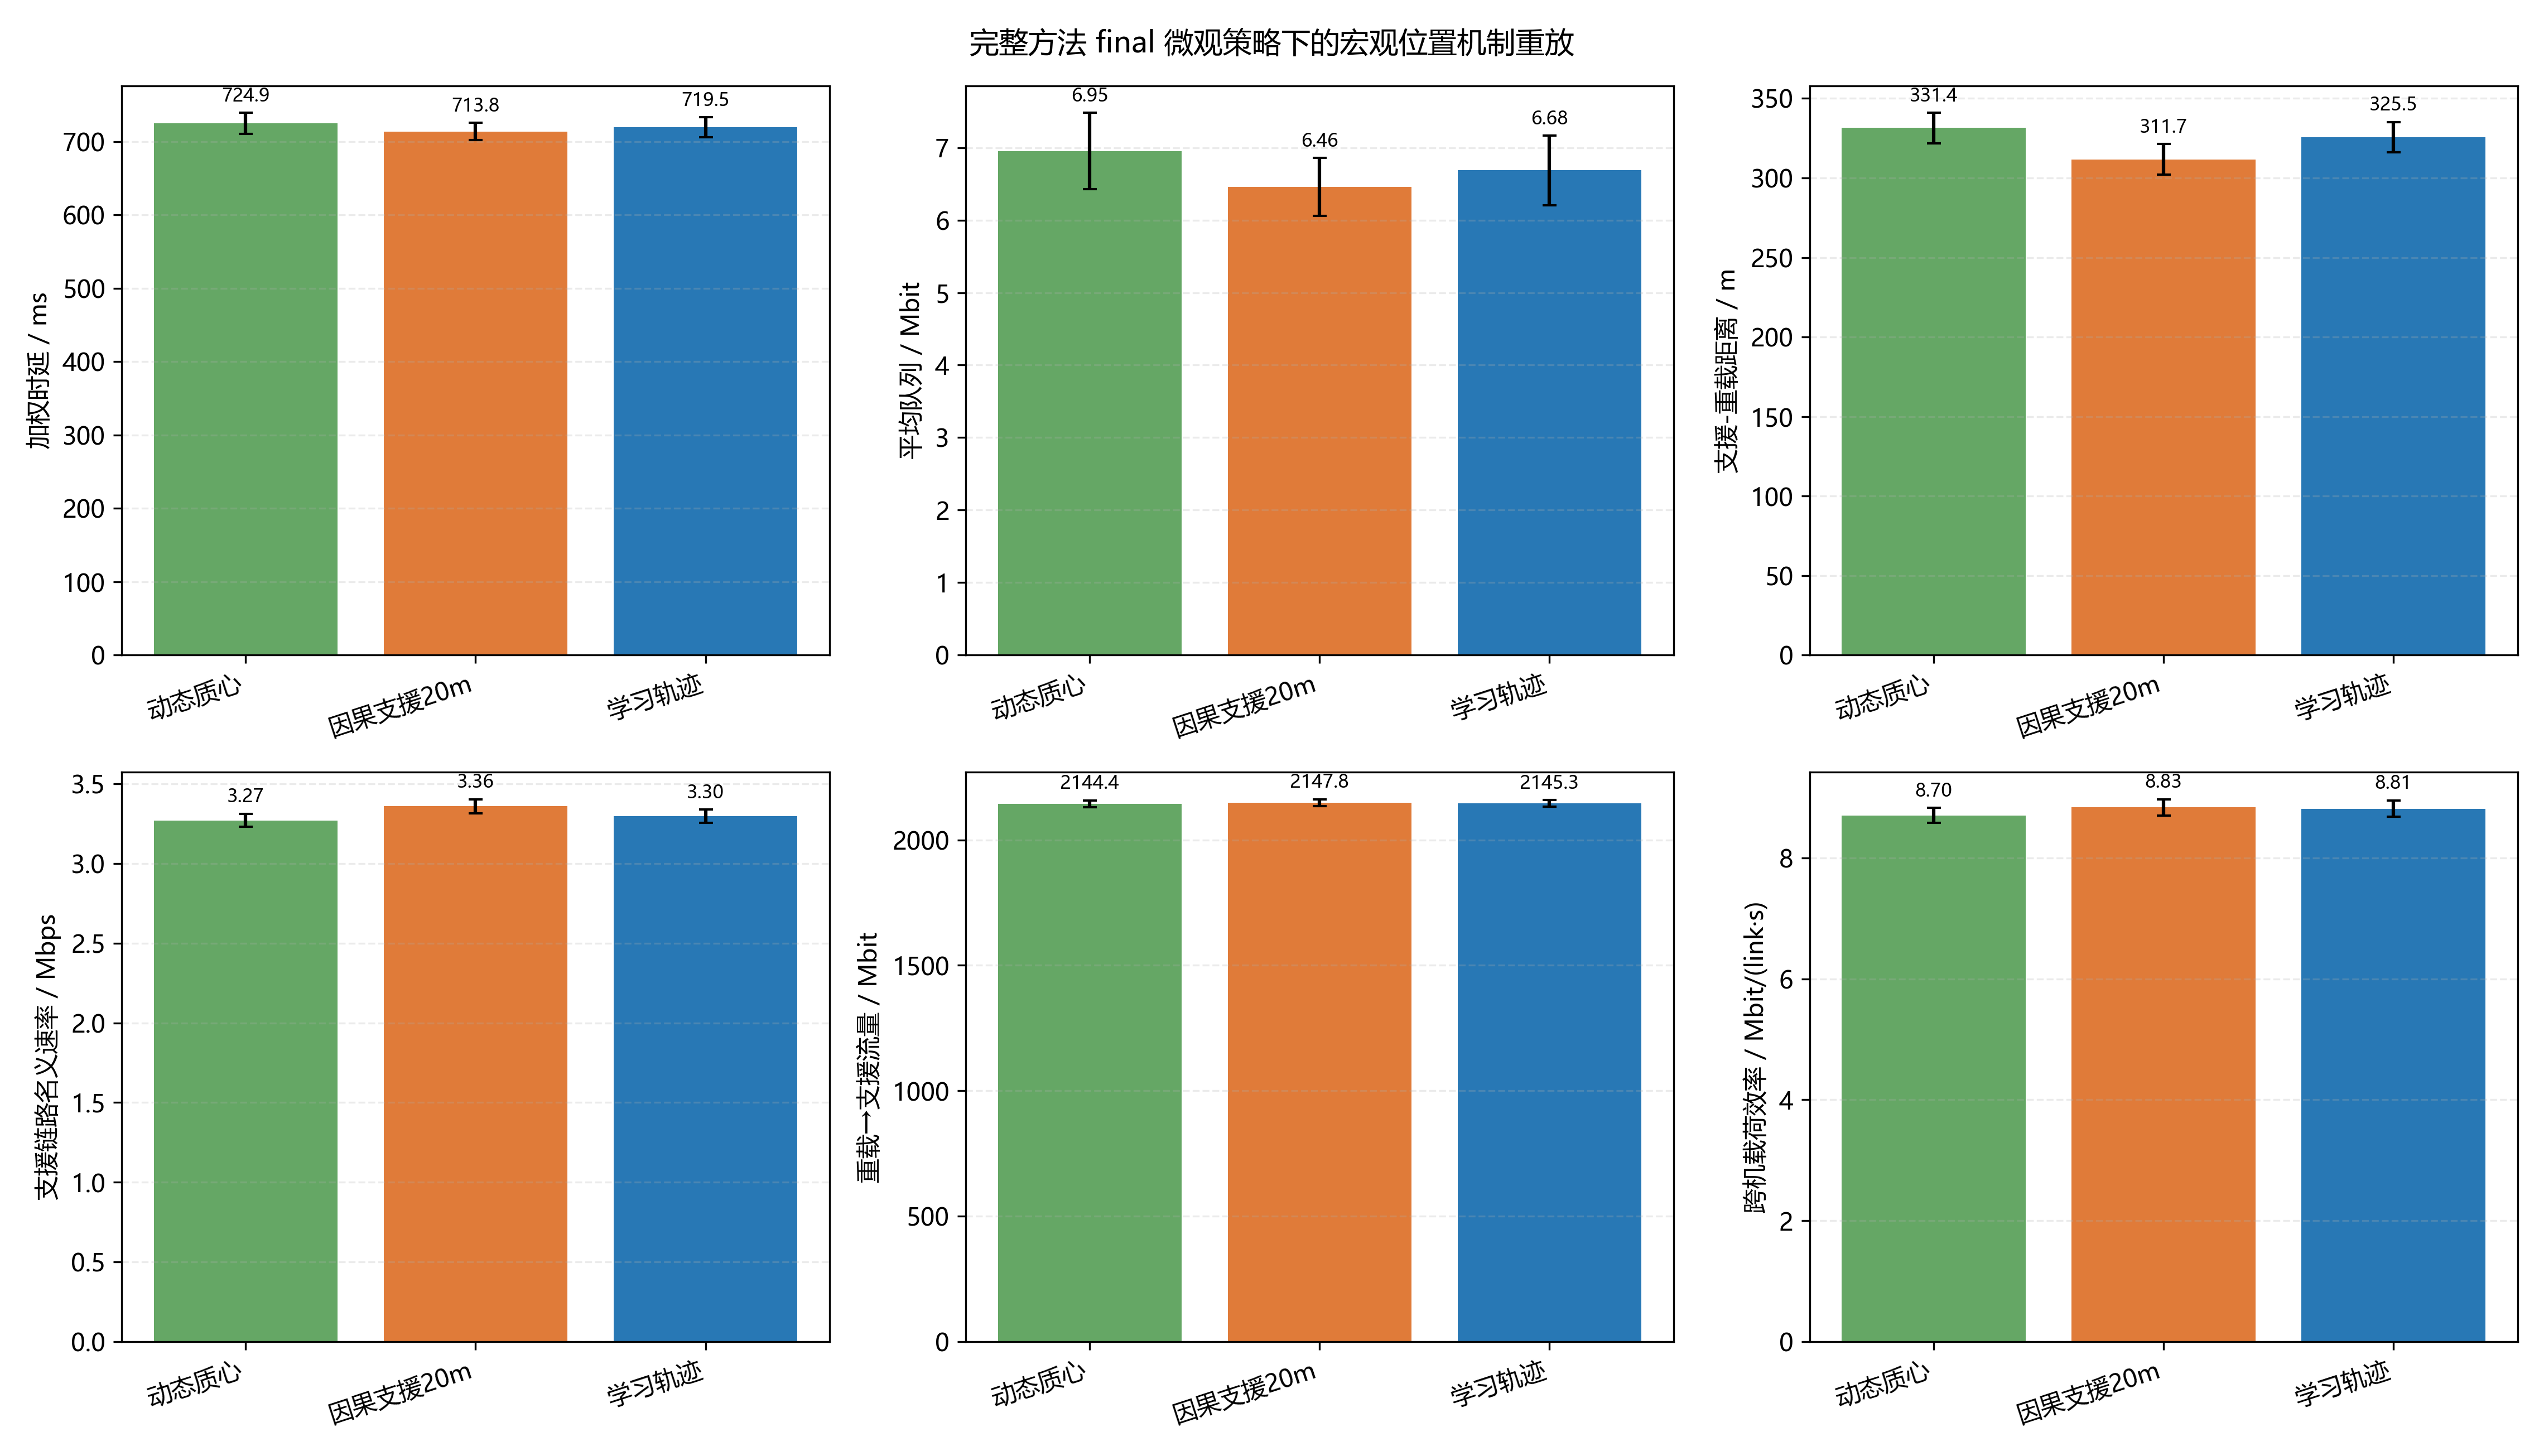 完整方法 final 微观策略下的宏观位置机制重放
加权时延 / ms
700
600
500
400
300
200
100
0
724.9
713.8
719.5
动态质心
因果支援20m
学习轨迹
平均队列 / Mbit
7
6
5
4
3
2
1
0
6.95
6.46
6.68
动态质心
因果支援20m
学习轨迹
支援-重载距离 / m
350
300
250
200
150
100
50
0
331.4
311.7
325.5
动态质心
因果支援20m
学习轨迹
支援链路名义速率 / Mbps
3.5
3.0
2.5
2.0
1.5
1.0
0.5
0.0
3.27
3.36
3.30
动态质心
因果支援20m
学习轨迹
重载→支援流量 / Mbit
2000
1500
1000
500
0
2144.4
2147.8
2145.3
动态质心
因果支援20m
学习轨迹
跨机载荷效率 / Mbit/(link·s)
8
6
4
2
0
8.70
8.83
8.81
动态质心
因果支援20m
学习轨迹